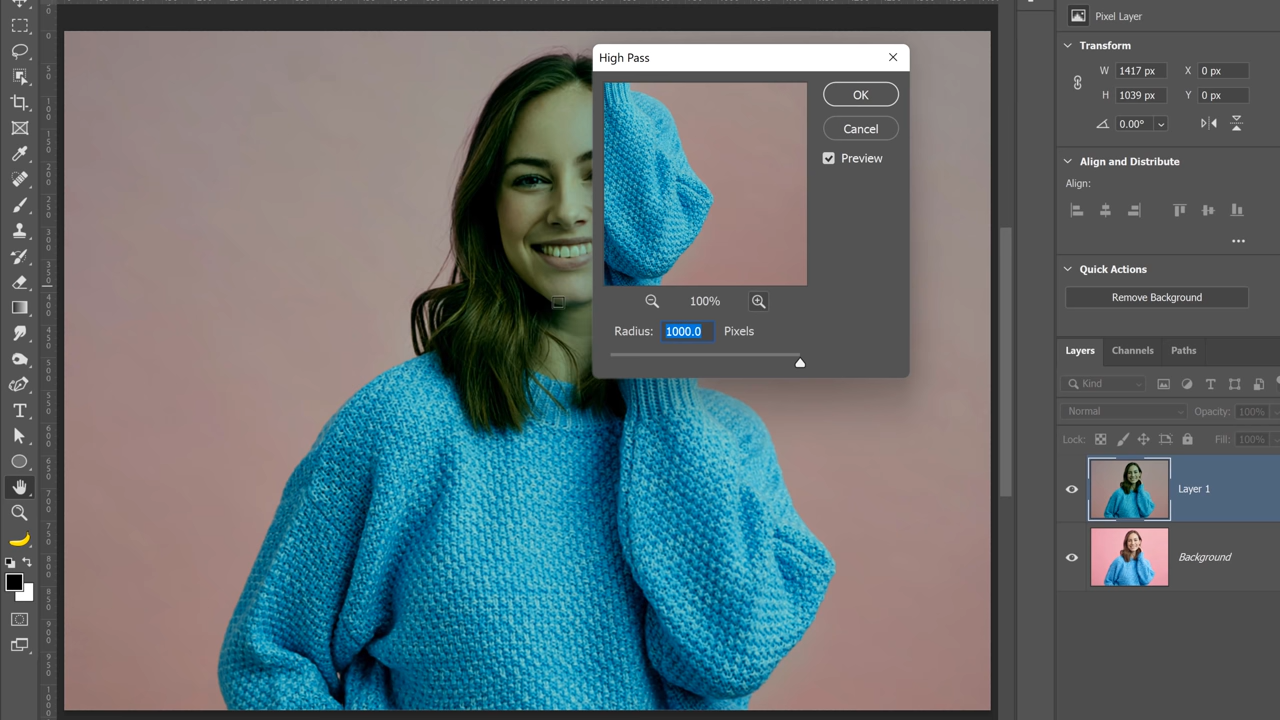 High Pass
OK
Cancel
Preview
100%
Radius: 1000.0 Pixels
Pixel Layer
Transform
W 1417 px X 0 px
H 1039 px Y 0 px
0.00°
Align and Distribute
Align:
Quick Actions
Remove Background
Layers Channels Paths
Kind
Normal Opacity: 100%
Lock: Fill: 100%
Layer 1
Background